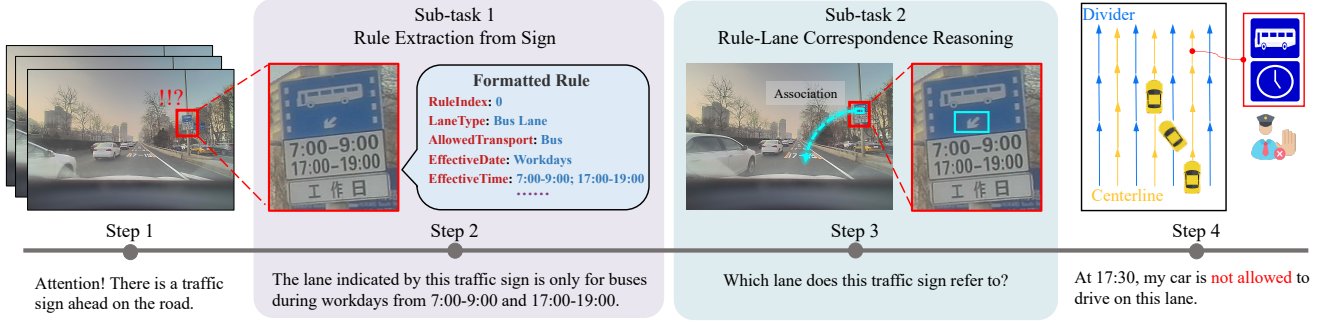 Sub-task 1
Rule Extraction from Sign
Sub-task 2
Rule-Lane Correspondence Reasoning
!!?
7:00-9:00
17:00-19:00
工作日
Formatted Rule
RuleIndex: 0
LaneType: Bus Lane
AllowedTransport: Bus
EffectiveDate: Workdays
EffectiveTime: 7:00-9:00; 17:00-19:00
......
Association
7:00-9:00
17:00-19:00
工作日
Divider
Centerline
Step 1
Step 2
Step 3
Step 4
Attention! There is a traffic
sign ahead on the road.
The lane indicated by this traffic sign is only for buses
during workdays from 7:00-9:00 and 17:00-19:00.
Which lane does this traffic sign refer to?
At 17:30, my car is not allowed to
drive on this lane.